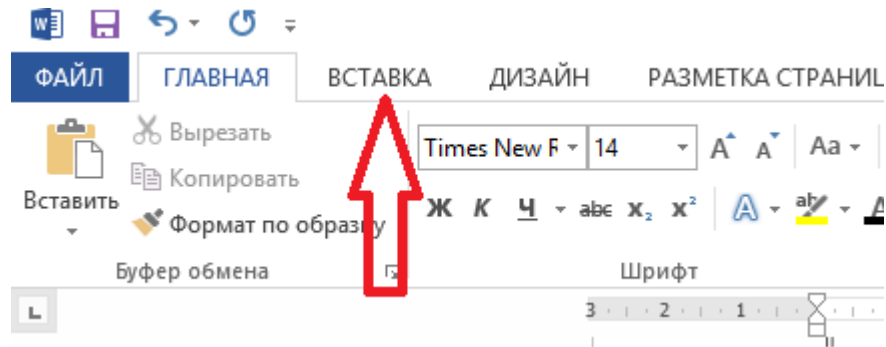 ФАЙЛ ГЛАВНАЯ ВСТАВКА ДИЗАЙН РАЗМЕТКА СТРАНИЦ
Вырезать
Копировать
Вставить
Формат по образцу
Буфер обмена
Times New R 14 Aa
Ж К Ч abc X₂ X² A ab A
Шрифт
3 2 1